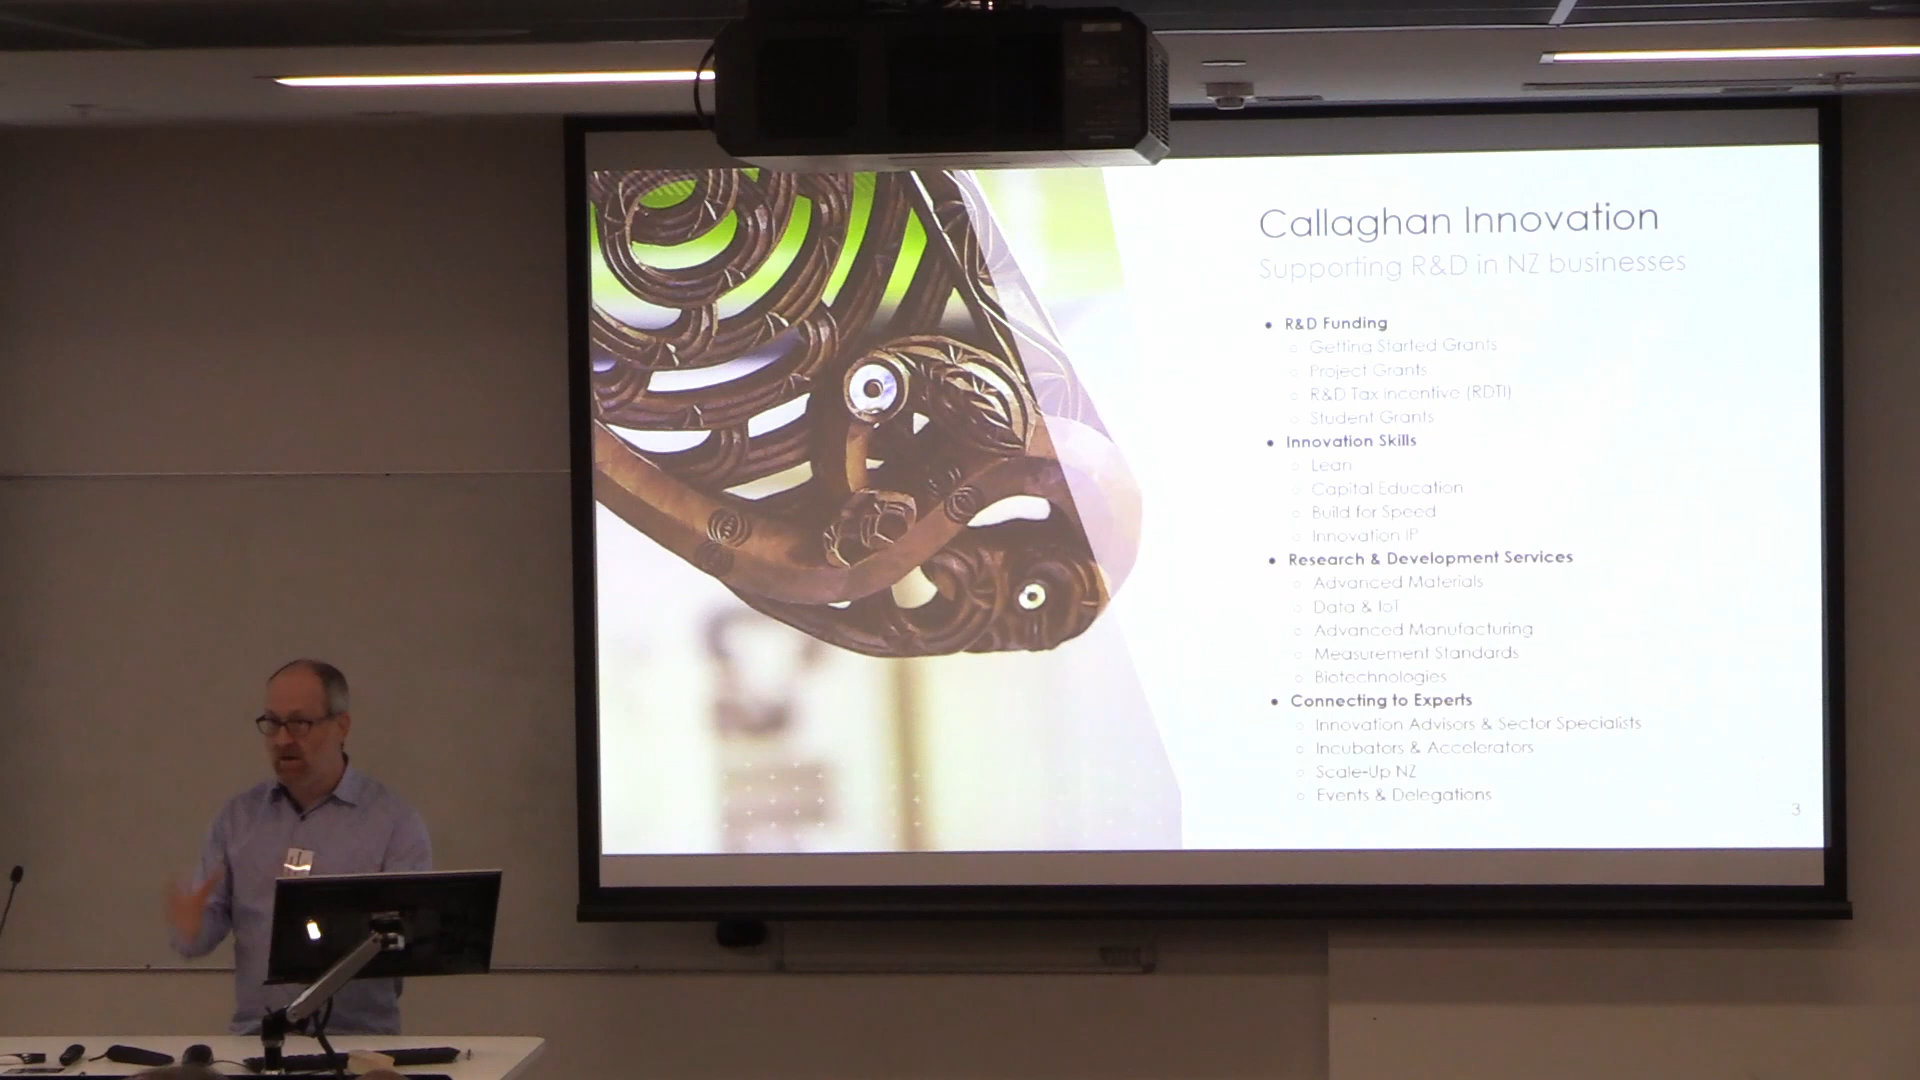 Callaghan Innovation
Supporting R&D in NZ businesses
• R&D Funding
○ Getting Started Grants
○ Project Grants
○ R&D Tax Incentive (RDTI)
○ Student Grants
• Innovation Skills
○ Lean
○ Capital Education
○ Build for Speed
○ Innovation IP
• Research & Development Services
○ Advanced Materials
○ Data & IoT
○ Advanced Manufacturing
○ Measurement Standards
○ Biotechnologies
• Connecting to Experts
○ Innovation Advisors & Sector Specialists
○ Incubators & Accelerators
○ Scale-Up NZ
○ Events & Delegations
3